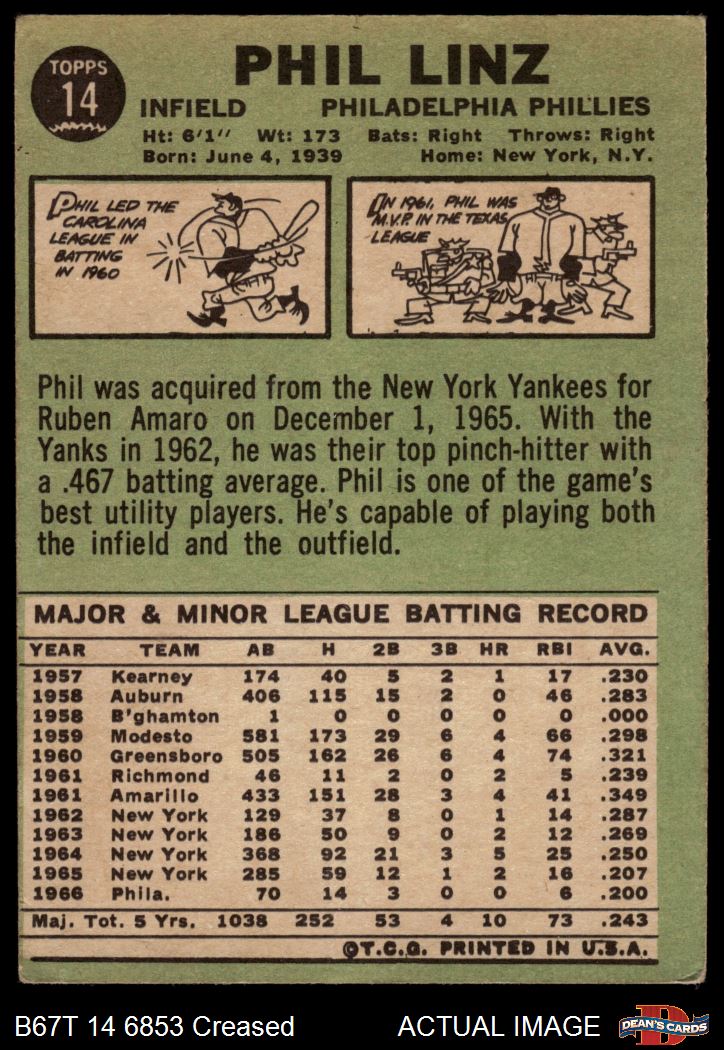 TOPPS
14
PHIL LINZ
INFIELD PHILADELPHIA PHILLIES
Ht: 6'1" Wt: 173 Bats: Right Throws: Right
Born: June 4, 1939 Home: New York, N.Y.
PHIL LED THE
CAROLINA
LEAGUE IN
BATTING
IN 1960
IN 1961, PHIL WAS
M.V.P. IN THE TEXAS
LEAGUE
Phil was acquired from the New York Yankees for
Ruben Amaro on December 1, 1965. With the
Yanks in 1962, he was their top pinch-hitter with
a .467 batting average. Phil is one of the game's
best utility players. He's capable of playing both
the infield and the outfield.
MAJOR & MINOR LEAGUE BATTING RECORD
YEAR TEAM AB H 2B 3B HR RBI AVG.
1957 Kearney 174 40 5 2 1 17 .230
1958 Auburn 406 115 15 2 0 46 .283
1958 B'ghamton 1 0 0 0 0 0 .000
1959 Modesto 581 173 29 6 4 66 .298
1960 Greensboro 505 162 26 6 4 74 .321
1961 Richmond 46 11 2 0 2 5 .239
1961 Amarillo 433 151 28 3 4 41 .349
1962 New York 129 37 8 0 1 14 .287
1963 New York 186 50 9 0 2 12 .269
1964 New York 368 92 21 3 5 25 .250
1965 New York 285 59 12 1 2 16 .207
1966 Phila. 70 14 3 0 0 6 .200
Maj. Tot. 5 Yrs. 1038 252 53 4 10 73 .243
©T.C.G. PRINTED IN U.S.A.
B67T 14 6853 Creased ACTUAL IMAGE
D
DEAN'S CARDS